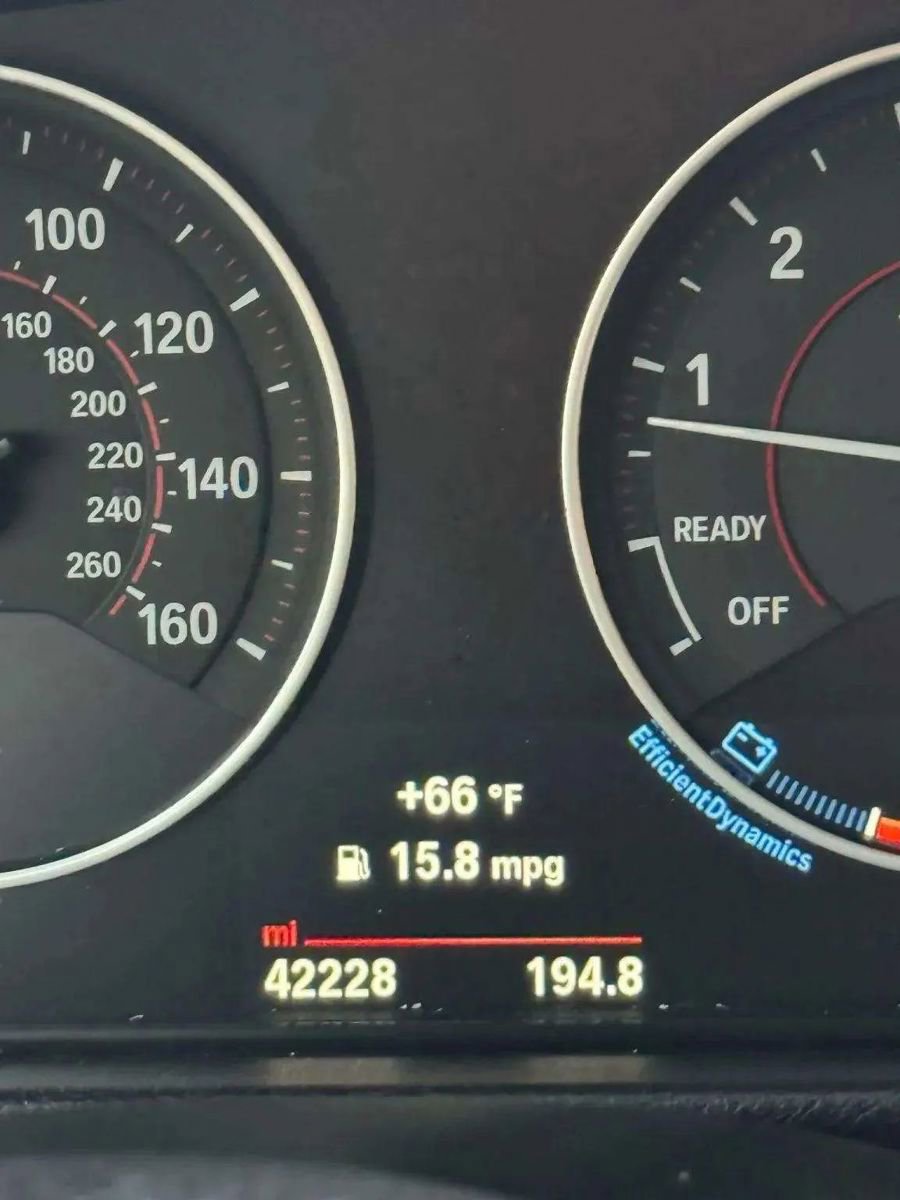 100
120
140
160
160
180
200
220
240
260
2
1
READY
OFF
EfficientDynamics
+66 °F
15.8 mpg
mi
42228 194.8